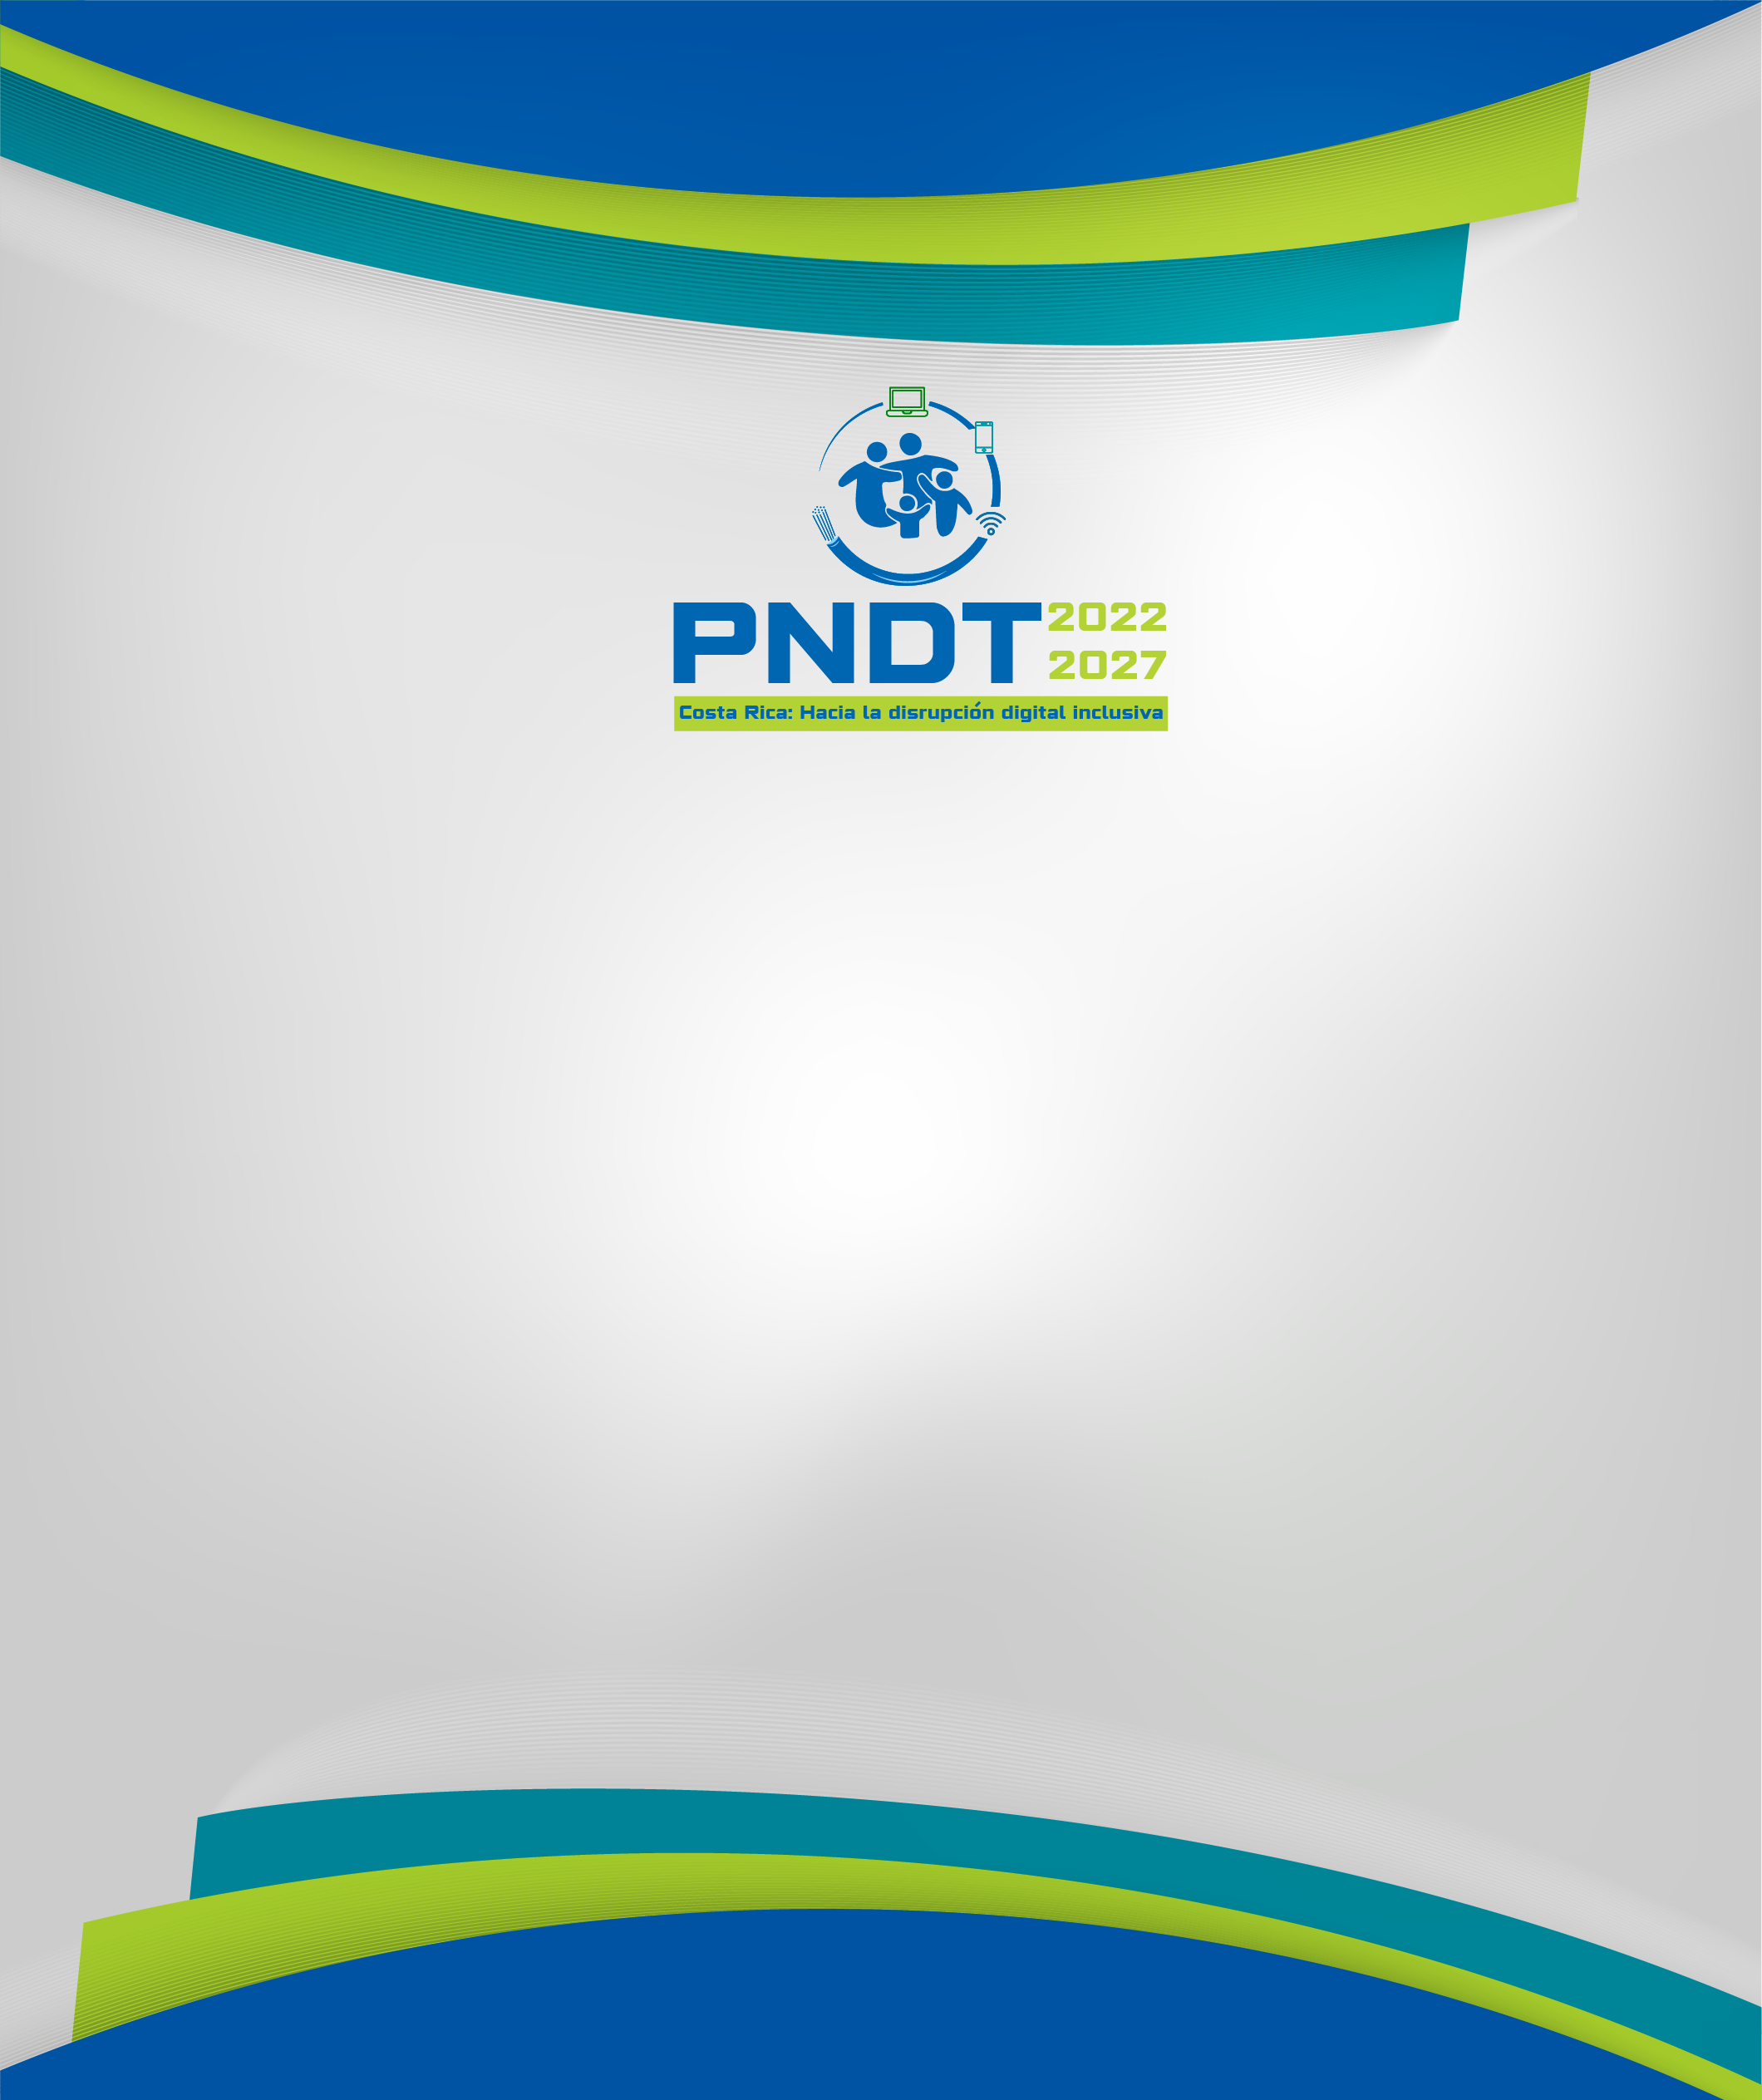 PNDT 2022
2027
Costa Rica: Hacia la disrupción digital inclusiva